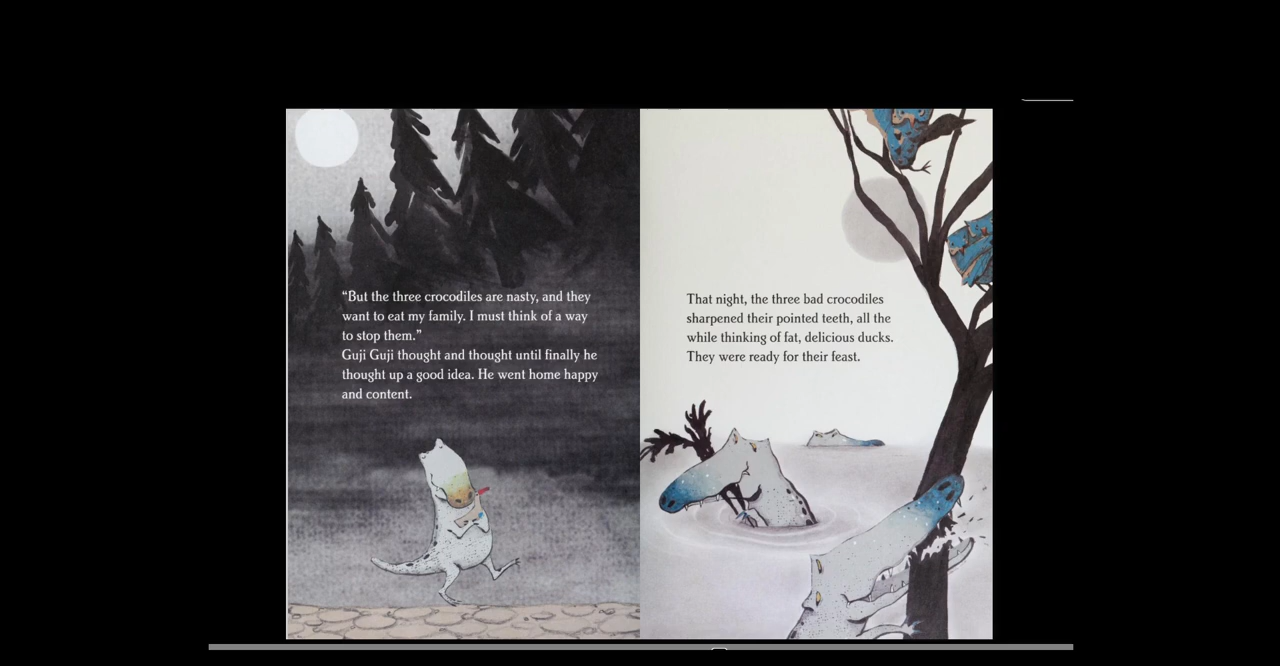 “But the three crocodiles are nasty, and they
want to eat my family. I must think of a way
to stop them.”
Guji Guji thought and thought until finally he
thought up a good idea. He went home happy
and content.
That night, the three bad crocodiles
sharpened their pointed teeth, all the
while thinking of fat, delicious ducks.
They were ready for their feast.